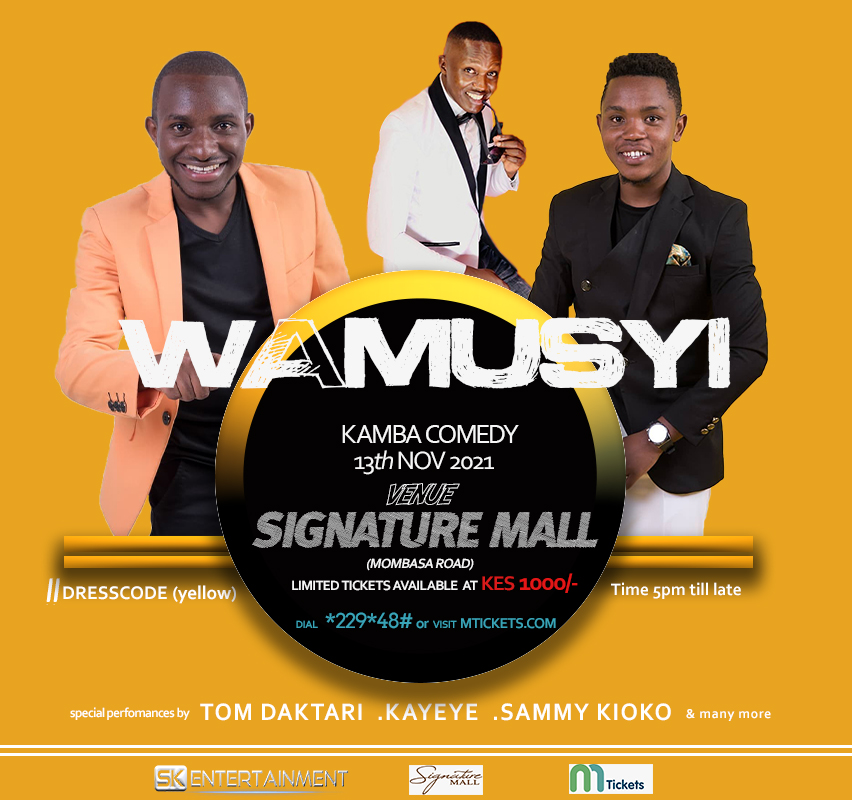 WAMUSYI
KAMBA COMEDY
13th NOV 2021
VENUE
SIGNATURE MALL
(MOMBASA ROAD)
LIMITED TICKETS AVAILABLE AT KES 1000/-
DIAL *229*48# or VISIT MTICKETS.COM
|| DRESSCODE (yellow)
Time 5pm till late
special perfomances by TOM DAKTARI .KAYEYE .SAMMY KIOKO & many more
SK ENTERTAINMENT
Signature
MALL
m Tickets